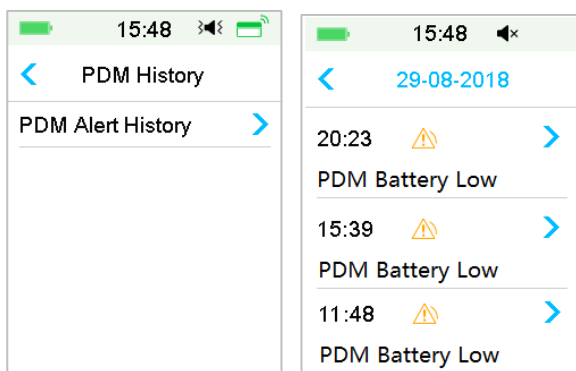 15:48
PDM History
PDM Alert History
15:48
29-08-2018
20:23
PDM Battery Low
15:39
PDM Battery Low
11:48
PDM Battery Low